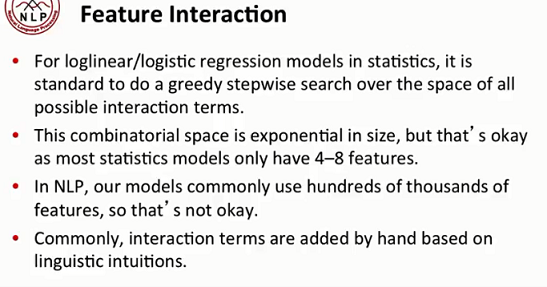 NLP
Feature Interaction
• For loglinear/logistic regression models in statistics, it is
standard to do a greedy stepwise search over the space of all
possible interaction terms.
• This combinatorial space is exponential in size, but that's okay
as most statistics models only have 4–8 features.
• In NLP, our models commonly use hundreds of thousands of
features, so that's not okay.
• Commonly, interaction terms are added by hand based on
linguistic intuitions.